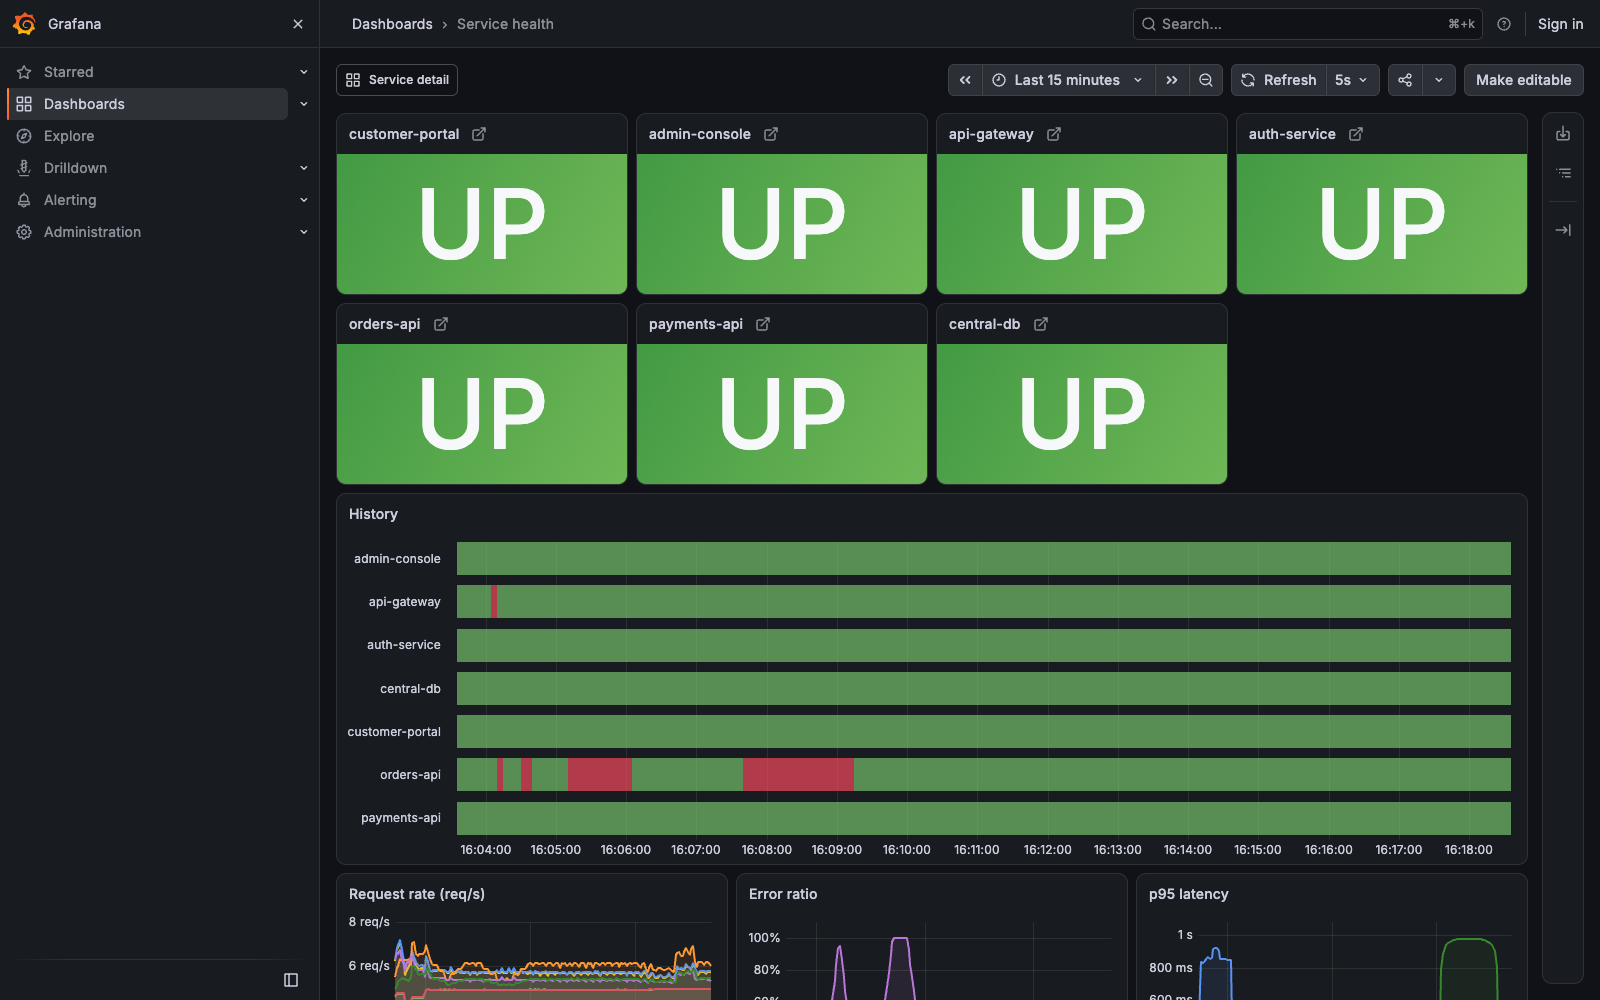 Grafana
Dashboards › Service health
Search...
⌘+k
Sign in
Starred
Dashboards
Explore
Drilldown
Alerting
Administration
Service detail
Last 15 minutes
Refresh
5s
Make editable
customer-portal
UP
admin-console
UP
api-gateway
UP
auth-service
UP
orders-api
UP
payments-api
UP
central-db
UP
History
admin-console
api-gateway
auth-service
central-db
customer-portal
orders-api
payments-api
16:04:00 16:05:00 16:06:00 16:07:00 16:08:00 16:09:00 16:10:00 16:11:00 16:12:00 16:13:00 16:14:00 16:15:00 16:16:00 16:17:00 16:18:00
Request rate (req/s)
8 req/s
6 req/s
Error ratio
100%
80%
60%
p95 latency
1 s
800 ms
600 ms